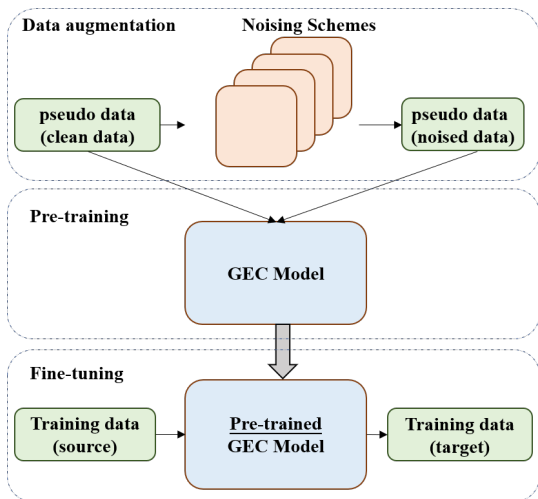 Data augmentation
Noising Schemes
pseudo data
(clean data)
pseudo data
(noised data)
Pre-training
GEC Model
Fine-tuning
Training data
(source)
Pre-trained
GEC Model
Training data
(target)